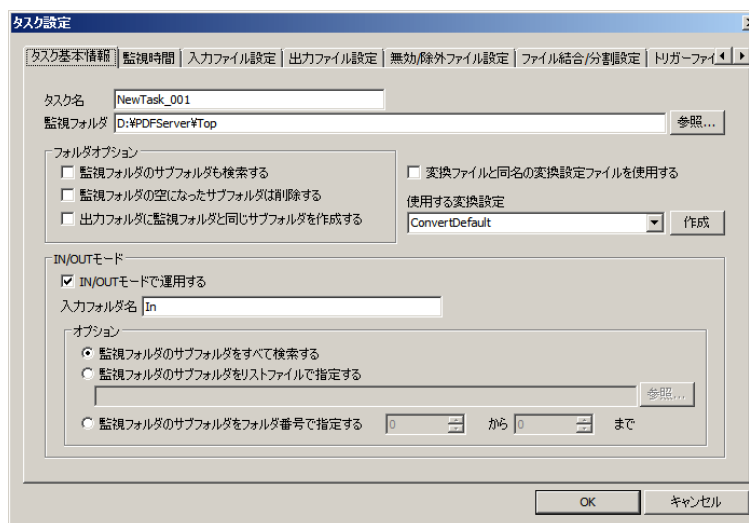 タスク設定
タスク基本情報 監視時間 入力ファイル設定 出力ファイル設定 無効/除外ファイル設定 ファイル結合/分割設定 トリガーファイ
タスク名 NewTask_001
監視フォルダ D:¥PDFServer¥Top 参照...
フォルダオプション
監視フォルダのサブフォルダも検索する
監視フォルダの空になったサブフォルダは削除する
出力フォルダに監視フォルダと同じサブフォルダを作成する
変換ファイルと同名の変換設定ファイルを使用する
使用する変換設定
ConvertDefault 作成
IN/OUTモード
IN/OUTモードで運用する
入力フォルダ名 In
オプション
監視フォルダのサブフォルダをすべて検索する
監視フォルダのサブフォルダをリストファイルで指定する
参照...
監視フォルダのサブフォルダをフォルダ番号で指定する 0 から 0 まで
OK キャンセル